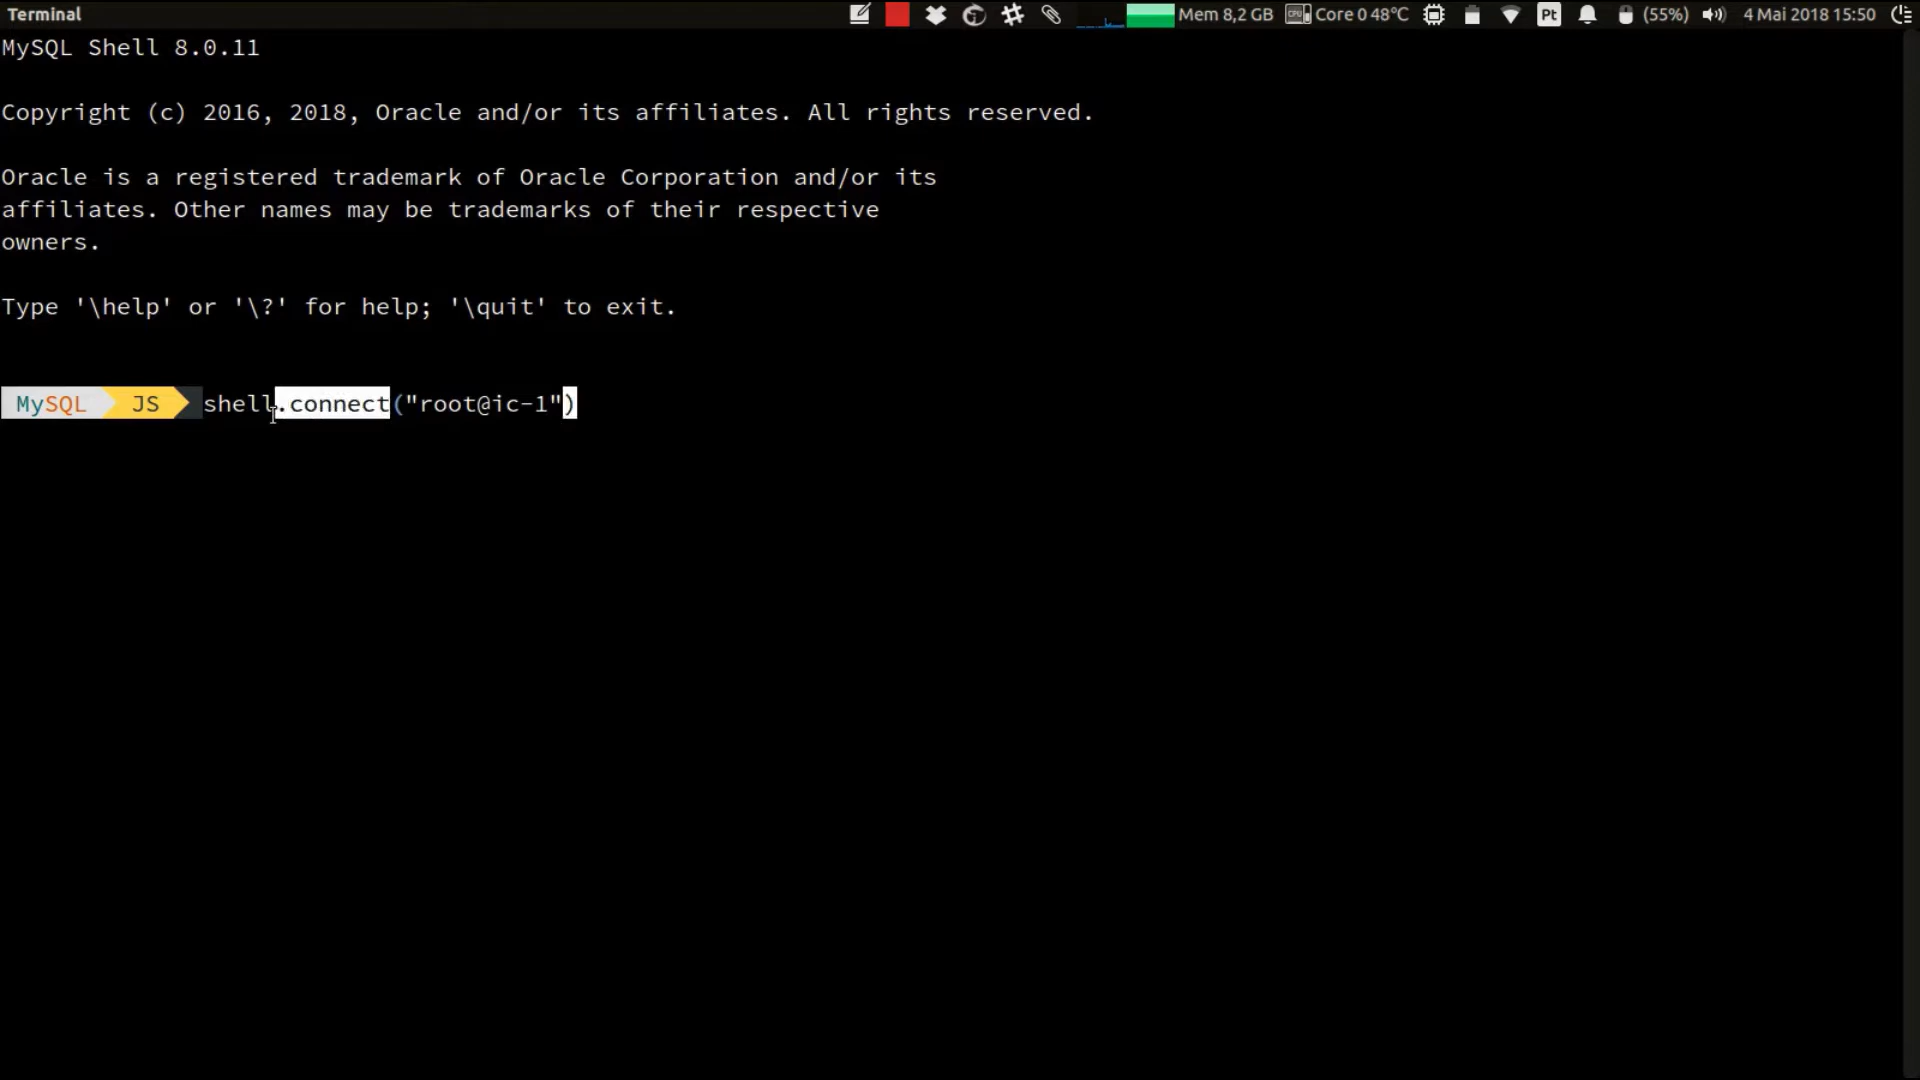 Terminal
Mem 8,2 GB Core 0 48°C Pt (55%) 4 Mai 2018 15:50
MySQL Shell 8.0.11
Copyright (c) 2016, 2018, Oracle and/or its affiliates. All rights reserved.
Oracle is a registered trademark of Oracle Corporation and/or its
affiliates. Other names may be trademarks of their respective
owners.
Type '\help' or '\?' for help; '\quit' to exit.
MySQL JS shell.connect("root@ic-1")